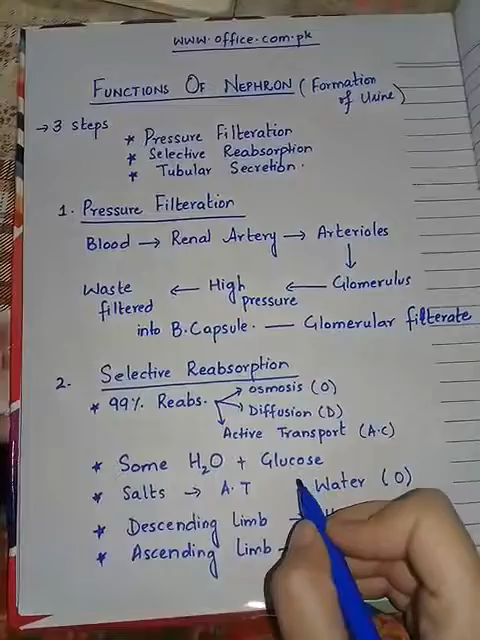 www.office.com.pk
FUNCTIONS OF NEPHRON (Formation of Urine)
→ 3 steps
* Pressure Filteration
* Selective Reabsorption
* Tubular Secretion.
1. Pressure Filteration
Blood → Renal Artery → Arterioles
↓
Waste filtered ← High pressure ← Glomerulus
into B.Capsule. — Glomerular filterate
2. Selective Reabsorption
* 99% Reabs. → Osmosis (O)
→ Diffusion (D)
→ Active Transport (A.C)
* Some H₂O + Glucose
* Salts → A.T Water (O)
* Descending limb →
* Ascending limb -